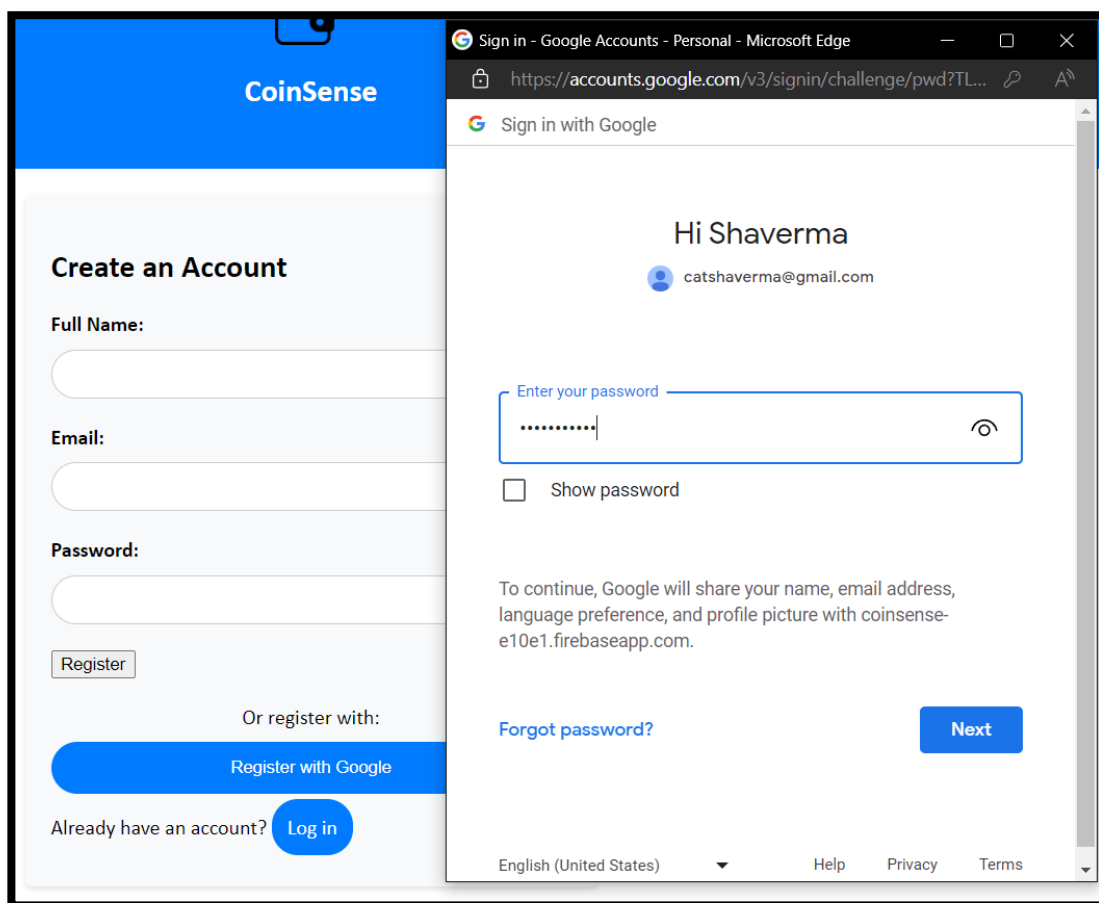 CoinSense
Create an Account
Full Name:
Email:
Password:
Register
Or register with:
Register with Google
Already have an account? Log in
Sign in - Google Accounts - Personal - Microsoft Edge
https://accounts.google.com/v3/signin/challenge/pwd?TL...
Sign in with Google
Hi Shaverma
catshaverma@gmail.com
Enter your password
•••••••••••
Show password
To continue, Google will share your name, email address,
language preference, and profile picture with coinsense-
e10e1.firebaseapp.com.
Forgot password?
Next
English (United States)
Help Privacy Terms